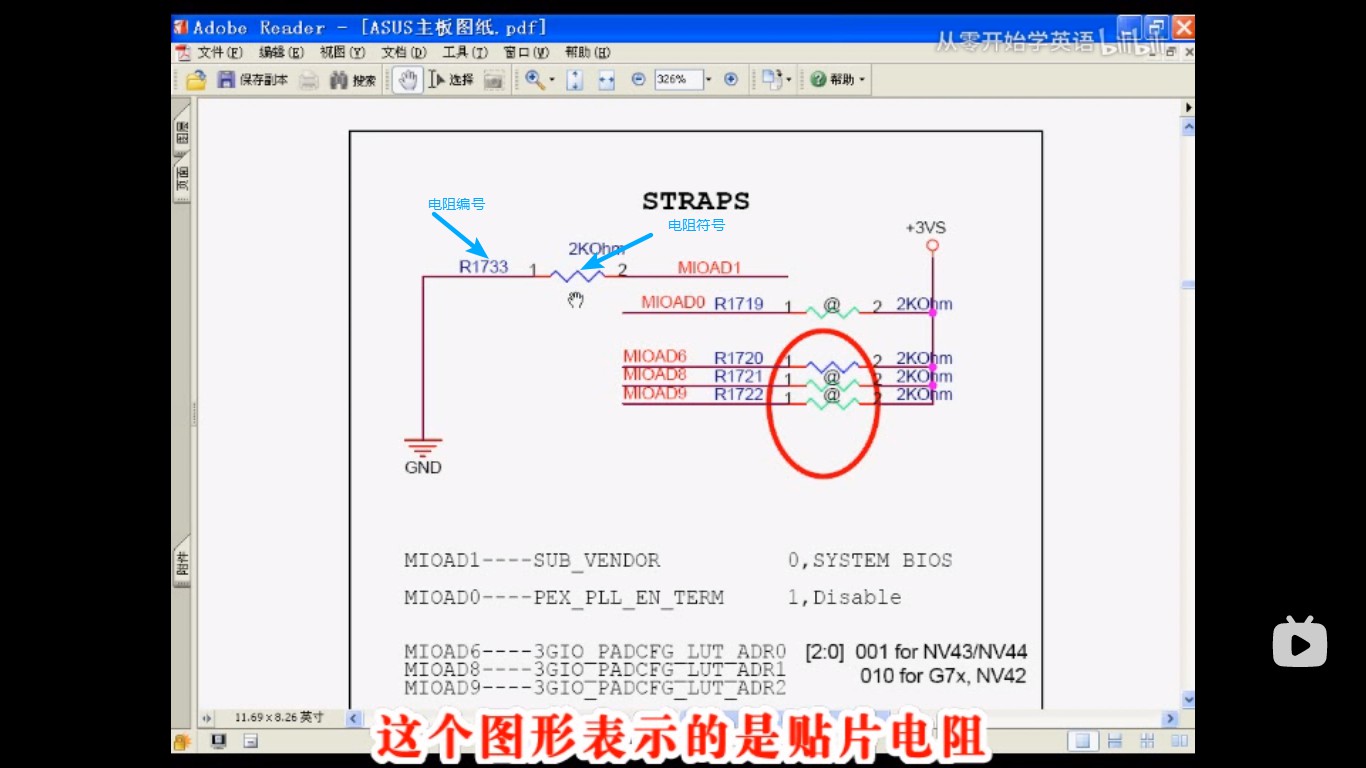 Adobe Reader - [ASUS主板图纸.pdf]
从零开始学英语 bilibili
文件(F) 编辑(E) 视图(V) 文档(D) 工具(T) 窗口(W) 帮助(H)
保存副本 搜索 选择 326% 帮助
页面
附件
STRAPS
电阻编号
电阻符号
+3VS
2KOhm
R1733 1 2 MIOAD1
MIOAD0 R1719 1 @ 2 2KOhm
MIOAD6 R1720 1 2 2KOhm
MIOAD8 R1721 1 @ 2 2KOhm
MIOAD9 R1722 1 @ 2 2KOhm
GND
MIOAD1----SUB_VENDOR 0,SYSTEM BIOS
MIOAD0----PEX_PLL_EN_TERM 1,Disable
MIOAD6----3GIO_PADCFG_LUT_ADR0 [2:0] 001 for NV43/NV44
MIOAD8----3GIO_PADCFG_LUT_ADR1 010 for G7x, NV42
MIOAD9----3GIO_PADCFG_LUT_ADR2
11.69 x 8.26 英寸
这个图形表示的是贴片电阻